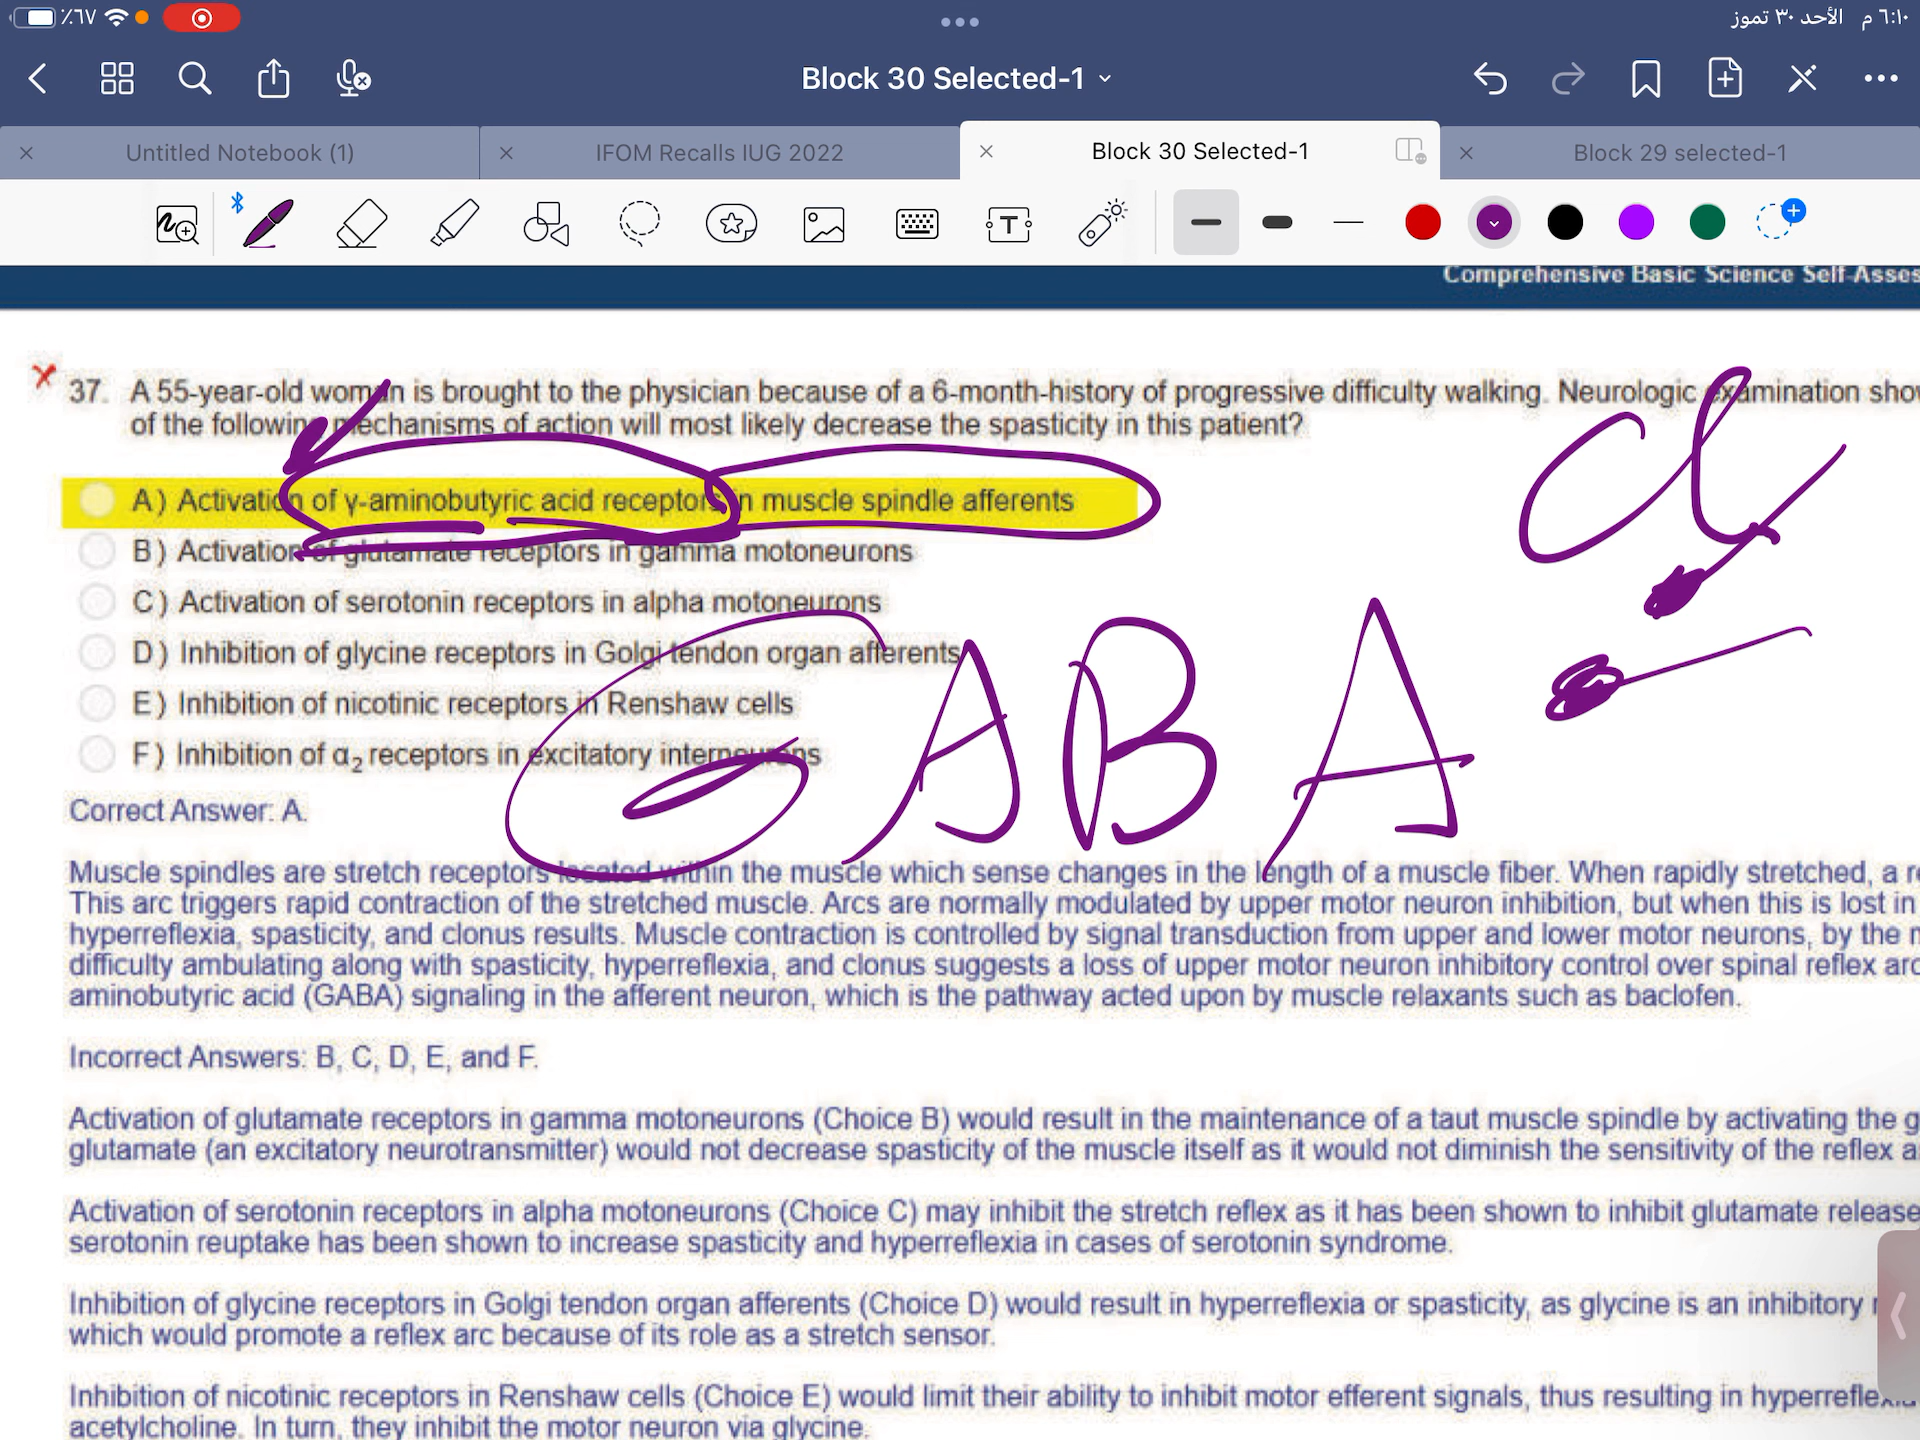 ٪٦٧
٦:١٠ م الأحد ٣٠ تموز
Block 30 Selected-1
Untitled Notebook (1)
IFOM Recalls IUG 2022
Block 30 Selected-1
Block 29 selected-1
T
Comprehensive Basic Science Self-Asses
37. A 55-year-old woman is brought to the physician because of a 6-month-history of progressive difficulty walking. Neurologic examination sho
of the following mechanisms of action will most likely decrease the spasticity in this patient?
A) Activation of γ-aminobutyric acid receptors in muscle spindle afferents
B) Activation of glutamate receptors in gamma motoneurons
C) Activation of serotonin receptors in alpha motoneurons
D) Inhibition of glycine receptors in Golgi tendon organ afferents
E) Inhibition of nicotinic receptors in Renshaw cells
F) Inhibition of α₂ receptors in excitatory interneurons
cl
GABA
Correct Answer: A.
Muscle spindles are stretch receptors located within the muscle which sense changes in the length of a muscle fiber. When rapidly stretched, a
This arc triggers rapid contraction of the stretched muscle. Arcs are normally modulated by upper motor neuron inhibition, but when this is lost in
hyperreflexia, spasticity, and clonus results. Muscle contraction is controlled by signal transduction from upper and lower motor neurons, by the
difficulty ambulating along with spasticity, hyperreflexia, and clonus suggests a loss of upper motor neuron inhibitory control over spinal reflex arc
aminobutyric acid (GABA) signaling in the afferent neuron, which is the pathway acted upon by muscle relaxants such as baclofen.
Incorrect Answers: B, C, D, E, and F.
Activation of glutamate receptors in gamma motoneurons (Choice B) would result in the maintenance of a taut muscle spindle by activating the g
glutamate (an excitatory neurotransmitter) would not decrease spasticity of the muscle itself as it would not diminish the sensitivity of the reflex a
Activation of serotonin receptors in alpha motoneurons (Choice C) may inhibit the stretch reflex as it has been shown to inhibit glutamate release
serotonin reuptake has been shown to increase spasticity and hyperreflexia in cases of serotonin syndrome.
Inhibition of glycine receptors in Golgi tendon organ afferents (Choice D) would result in hyperreflexia or spasticity, as glycine is an inhibitory
which would promote a reflex arc because of its role as a stretch sensor.
Inhibition of nicotinic receptors in Renshaw cells (Choice E) would limit their ability to inhibit motor efferent signals, thus resulting in hyperreflexia
acetylcholine. In turn, they inhibit the motor neuron via glycine.